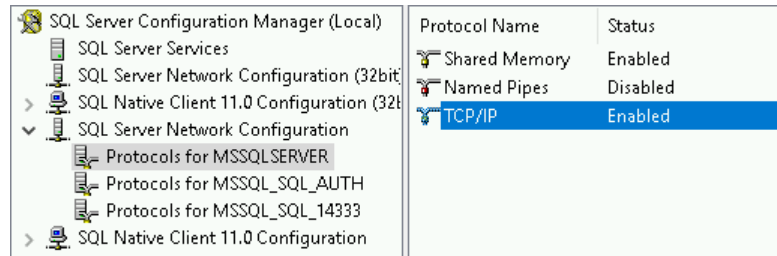 SQL Server Configuration Manager (Local)
SQL Server Services
SQL Server Network Configuration (32bit
SQL Native Client 11.0 Configuration (32
SQL Server Network Configuration
Protocols for MSSQLSERVER
Protocols for MSSQL_SQL_AUTH
Protocols for MSSQL_SQL_14333
SQL Native Client 11.0 Configuration
Protocol Name Status
Shared Memory Enabled
Named Pipes Disabled
TCP/IP Enabled